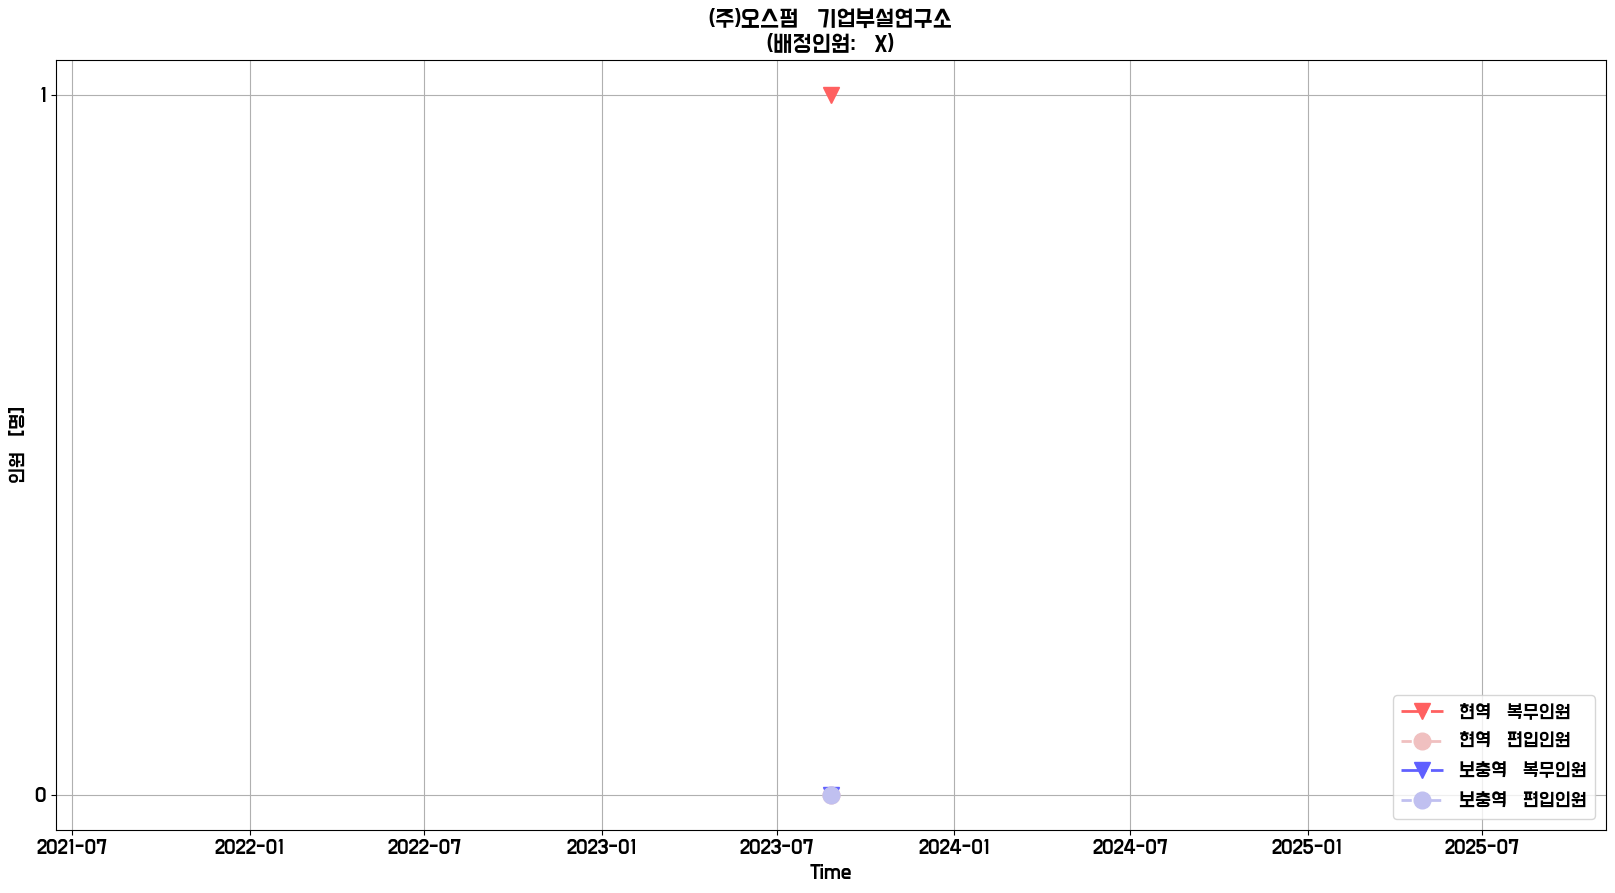 (주)오스펌 기업부설연구소
(배정인원: X)
인원 [명]
1
0
2021-07 2022-01 2022-07 2023-01 2023-07 2024-01 2024-07 2025-01 2025-07
Time
현역 복무인원
현역 편입인원
보충역 복무인원
보충역 편입인원